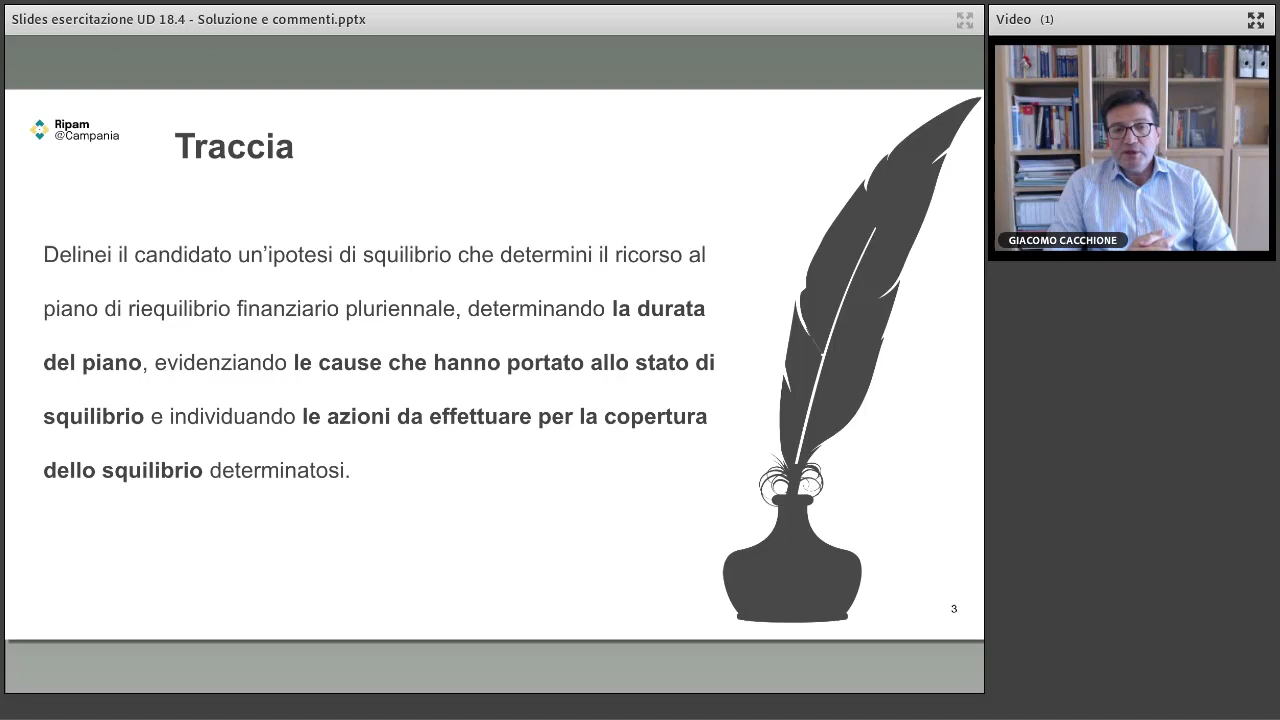 Slides esercitazione UD 18.4 - Soluzione e commenti.pptx
Video (1)
Ripam
@Campania
Traccia
Delinei il candidato un’ipotesi di squilibrio che determini il ricorso al
piano di riequilibrio finanziario pluriennale, determinando la durata
del piano, evidenziando le cause che hanno portato allo stato di
squilibrio e individuando le azioni da effettuare per la copertura
dello squilibrio determinatosi.
3
GIACOMO CACCHIONE